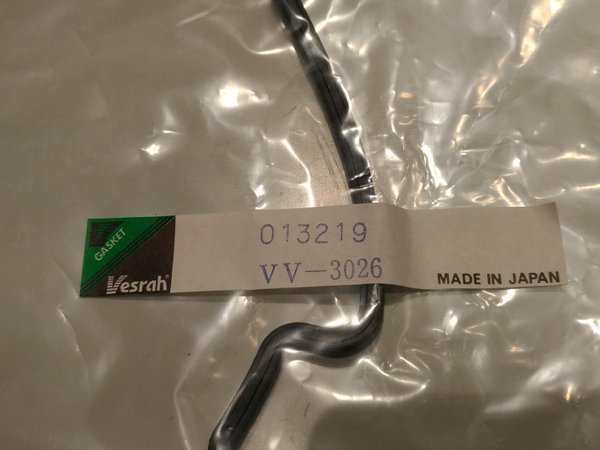 GASKET
Vesrah
013219
VV-3026
MADE IN JAPAN